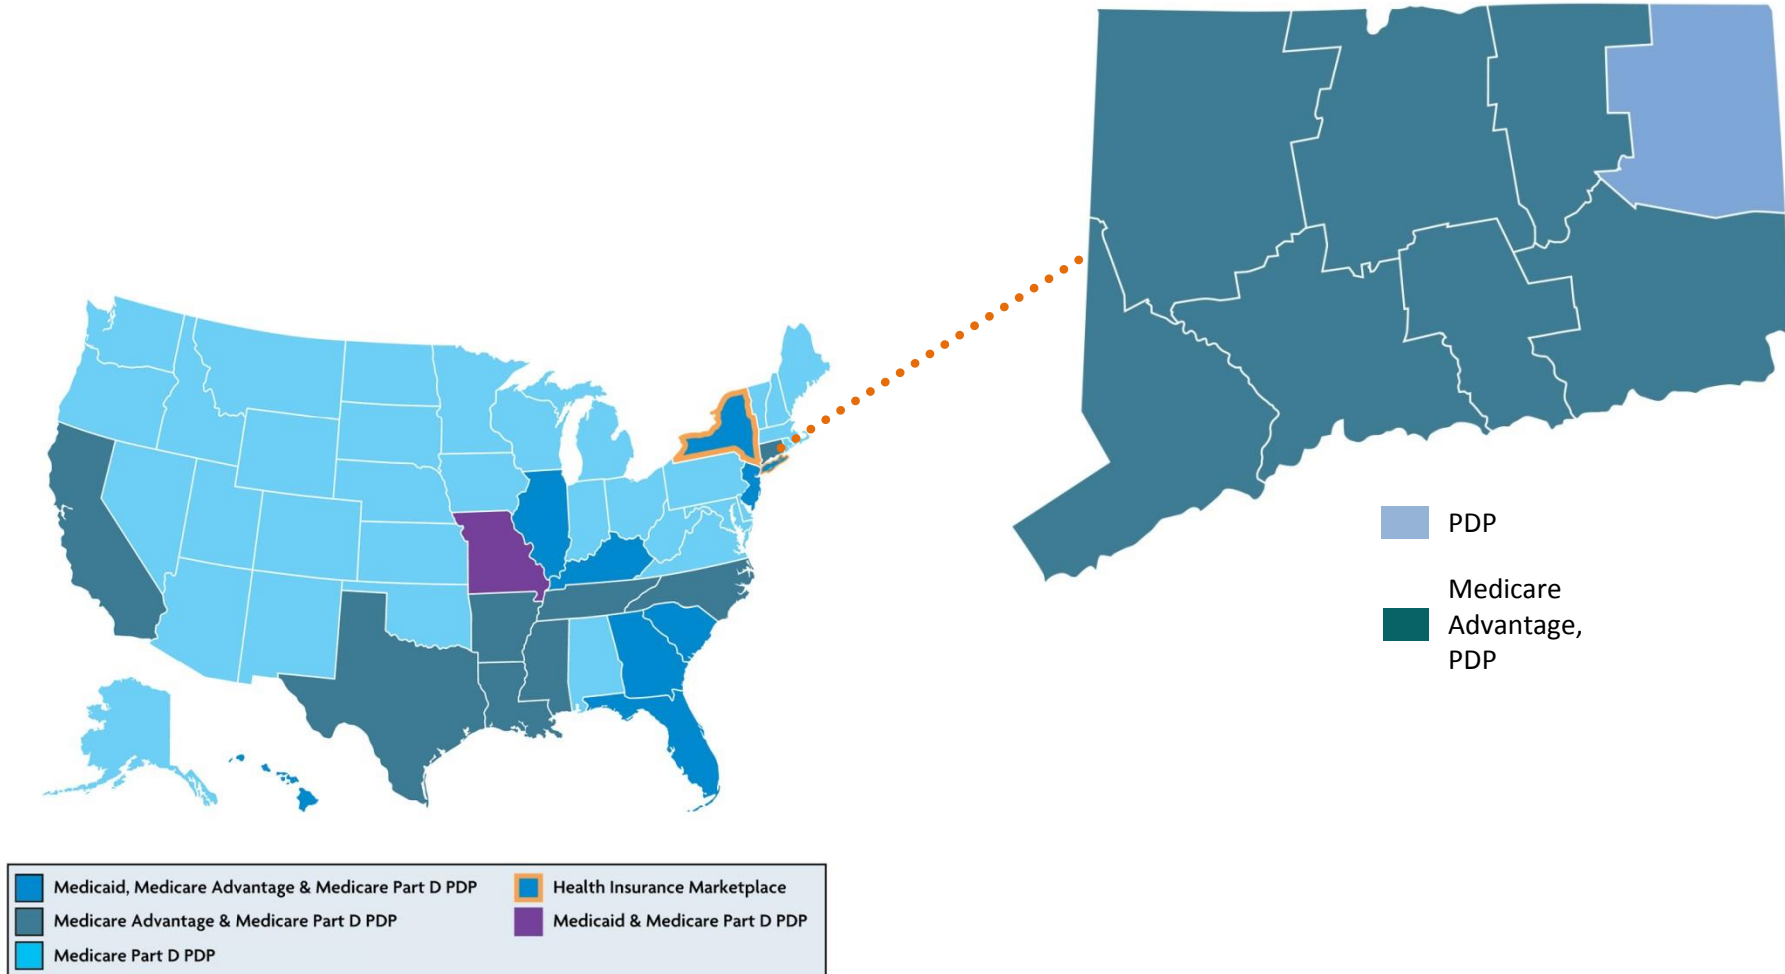 PDP
Medicare
Advantage,
PDP
Medicaid, Medicare Advantage & Medicare Part D PDP
Health Insurance Marketplace
Medicare Advantage & Medicare Part D PDP
Medicaid & Medicare Part D PDP
Medicare Part D PDP